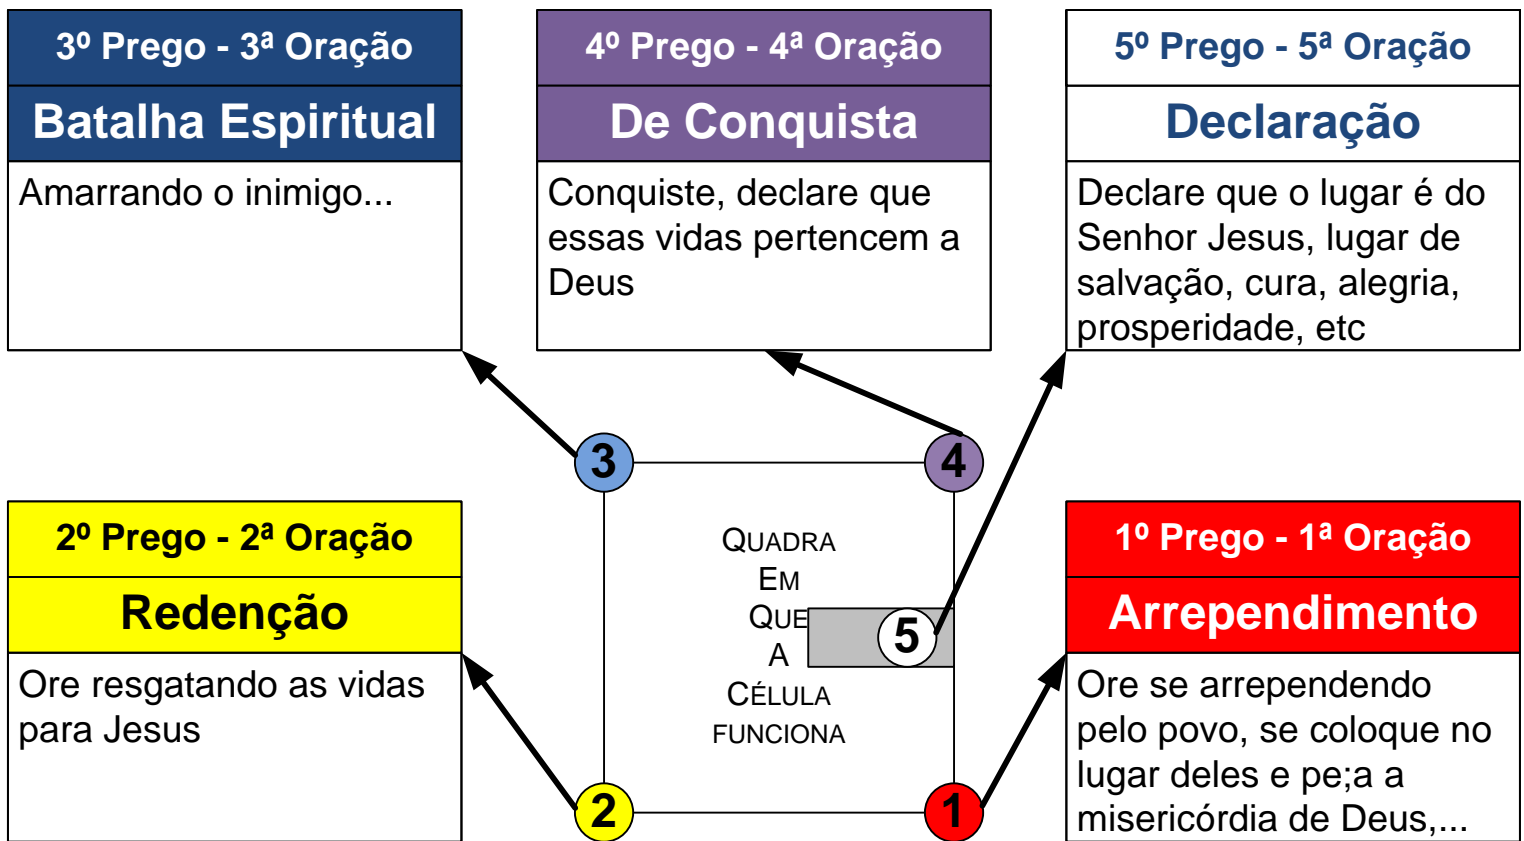 3º Prego - 3ª Oração
Batalha Espiritual
Amarrando o inimigo...
4º Prego - 4ª Oração
De Conquista
Conquiste, declare que
essas vidas pertencem a
Deus
5º Prego - 5ª Oração
Declaração
Declare que o lugar é do
Senhor Jesus, lugar de
salvação, cura, alegria,
prosperidade, etc
3
4
2º Prego - 2ª Oração
Redenção
Ore resgatando as vidas
para Jesus
QUADRA
EM
QUE
A
CÉLULA
FUNCIONA
5
2
1
1º Prego - 1ª Oração
Arrependimento
Ore se arrependendo
pelo povo, se coloque no
lugar deles e pe;a a
misericórdia de Deus,...